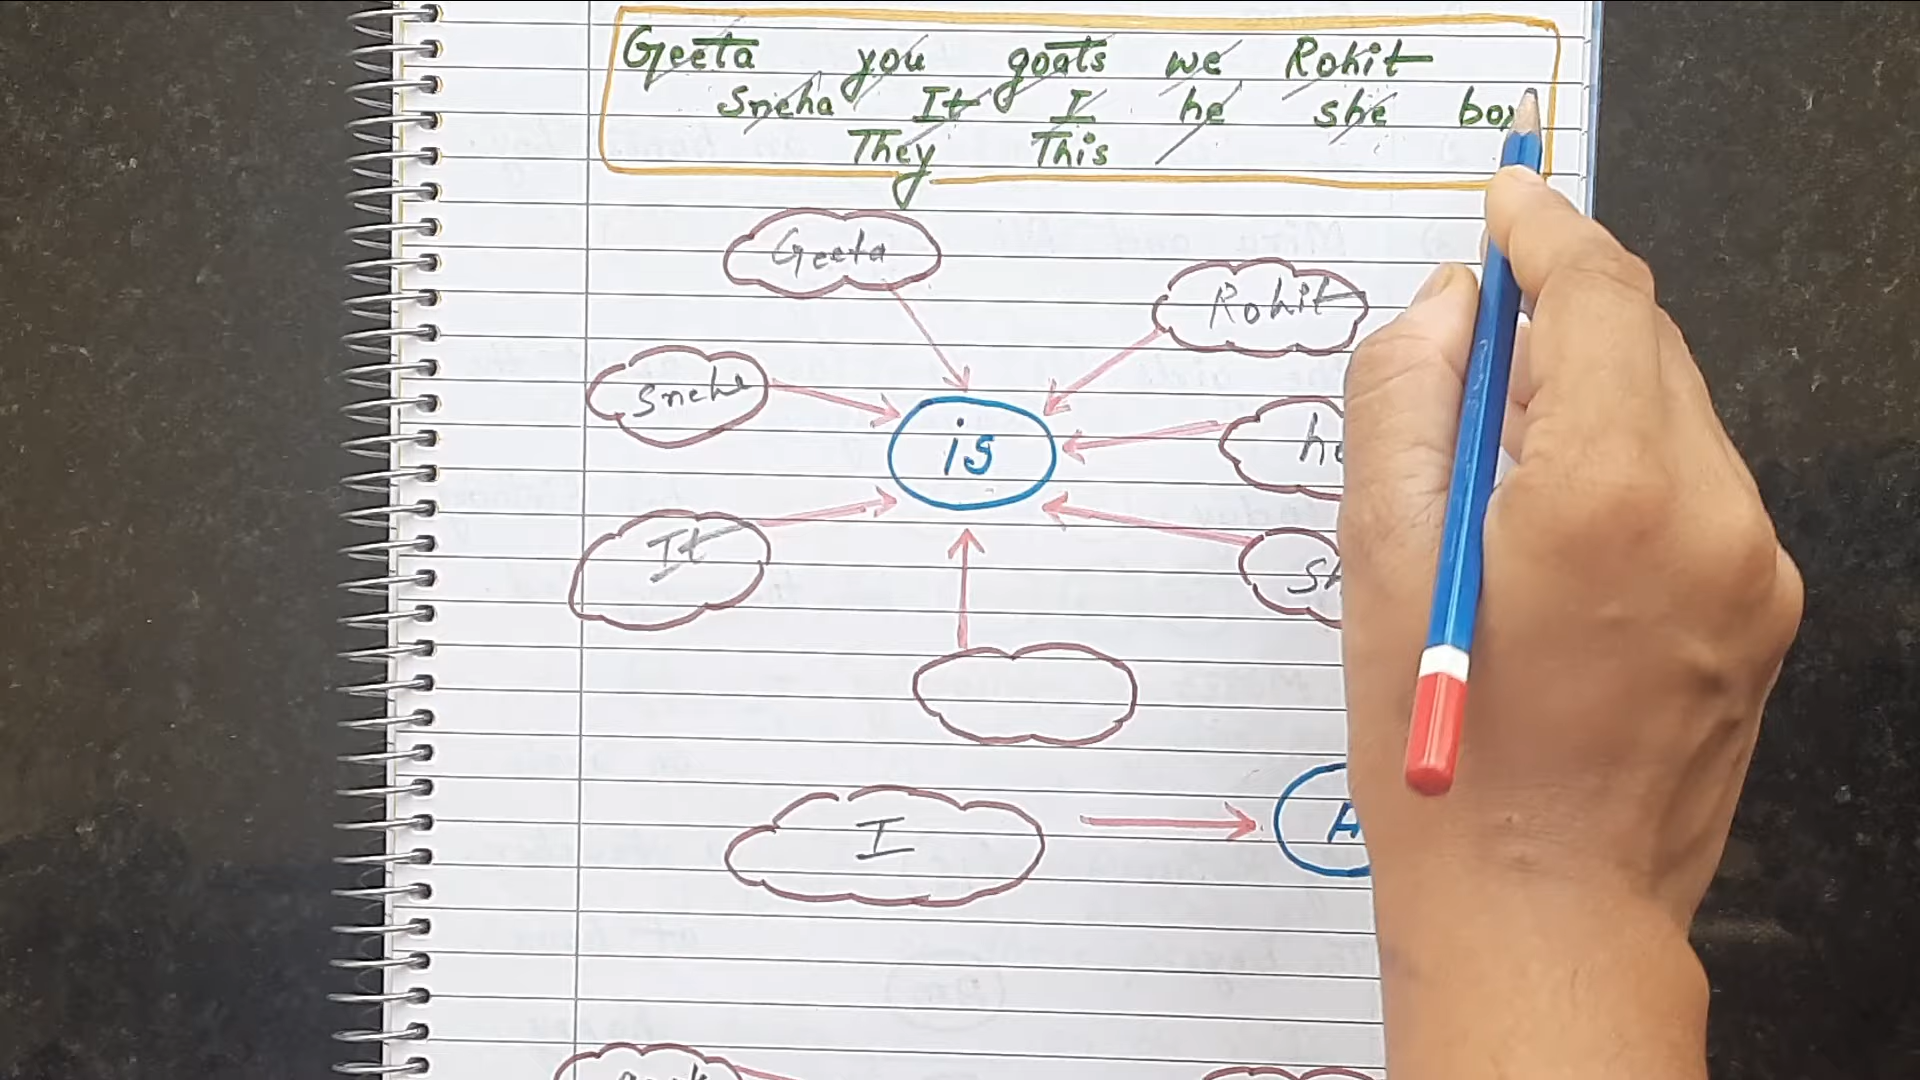 Geeta you goats we Rohit
Sneha It I he she
They This
Geeta
Rohit
Sneha
is
It
I